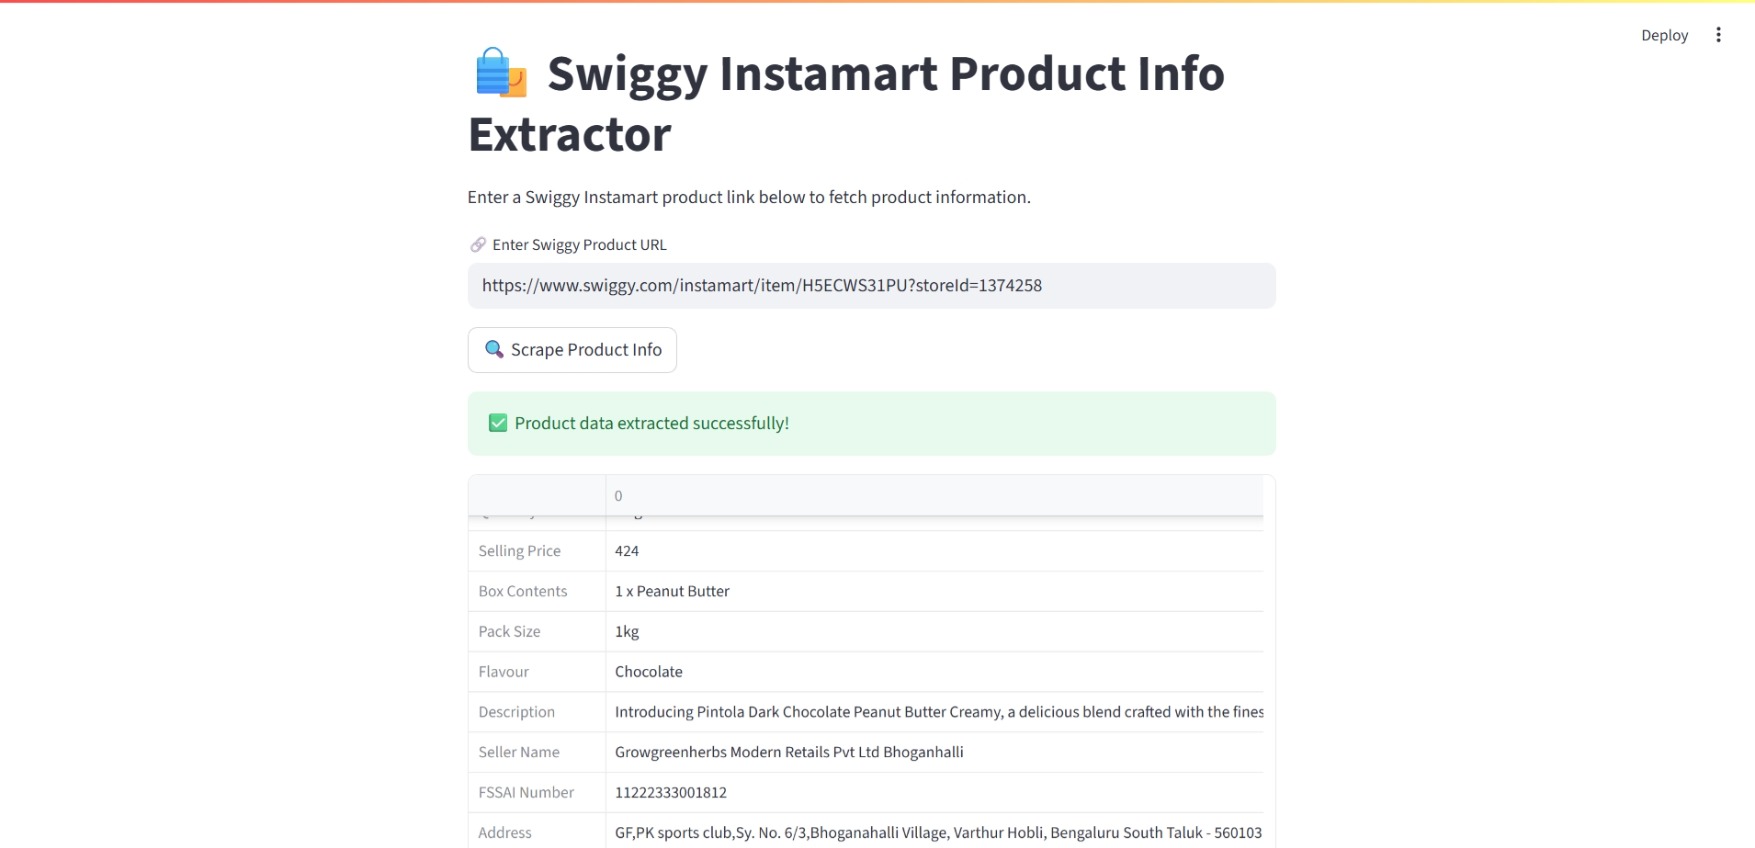 Deploy
Swiggy Instamart Product Info
Extractor
Enter a Swiggy Instamart product link below to fetch product information.
Enter Swiggy Product URL
https://www.swiggy.com/instamart/item/H5ECWS31PU?storeId=1374258
Scrape Product Info
Product data extracted successfully!
0
Selling Price 424
Box Contents 1 x Peanut Butter
Pack Size 1kg
Flavour Chocolate
Description Introducing Pintola Dark Chocolate Peanut Butter Creamy, a delicious blend crafted with the fines
Seller Name Growgreenherbs Modern Retails Pvt Ltd Bhoganhalli
FSSAI Number 11222333001812
Address GF,PK sports club,Sy. No. 6/3,Bhoganahalli Village, Varthur Hobli, Bengaluru South Taluk - 560103